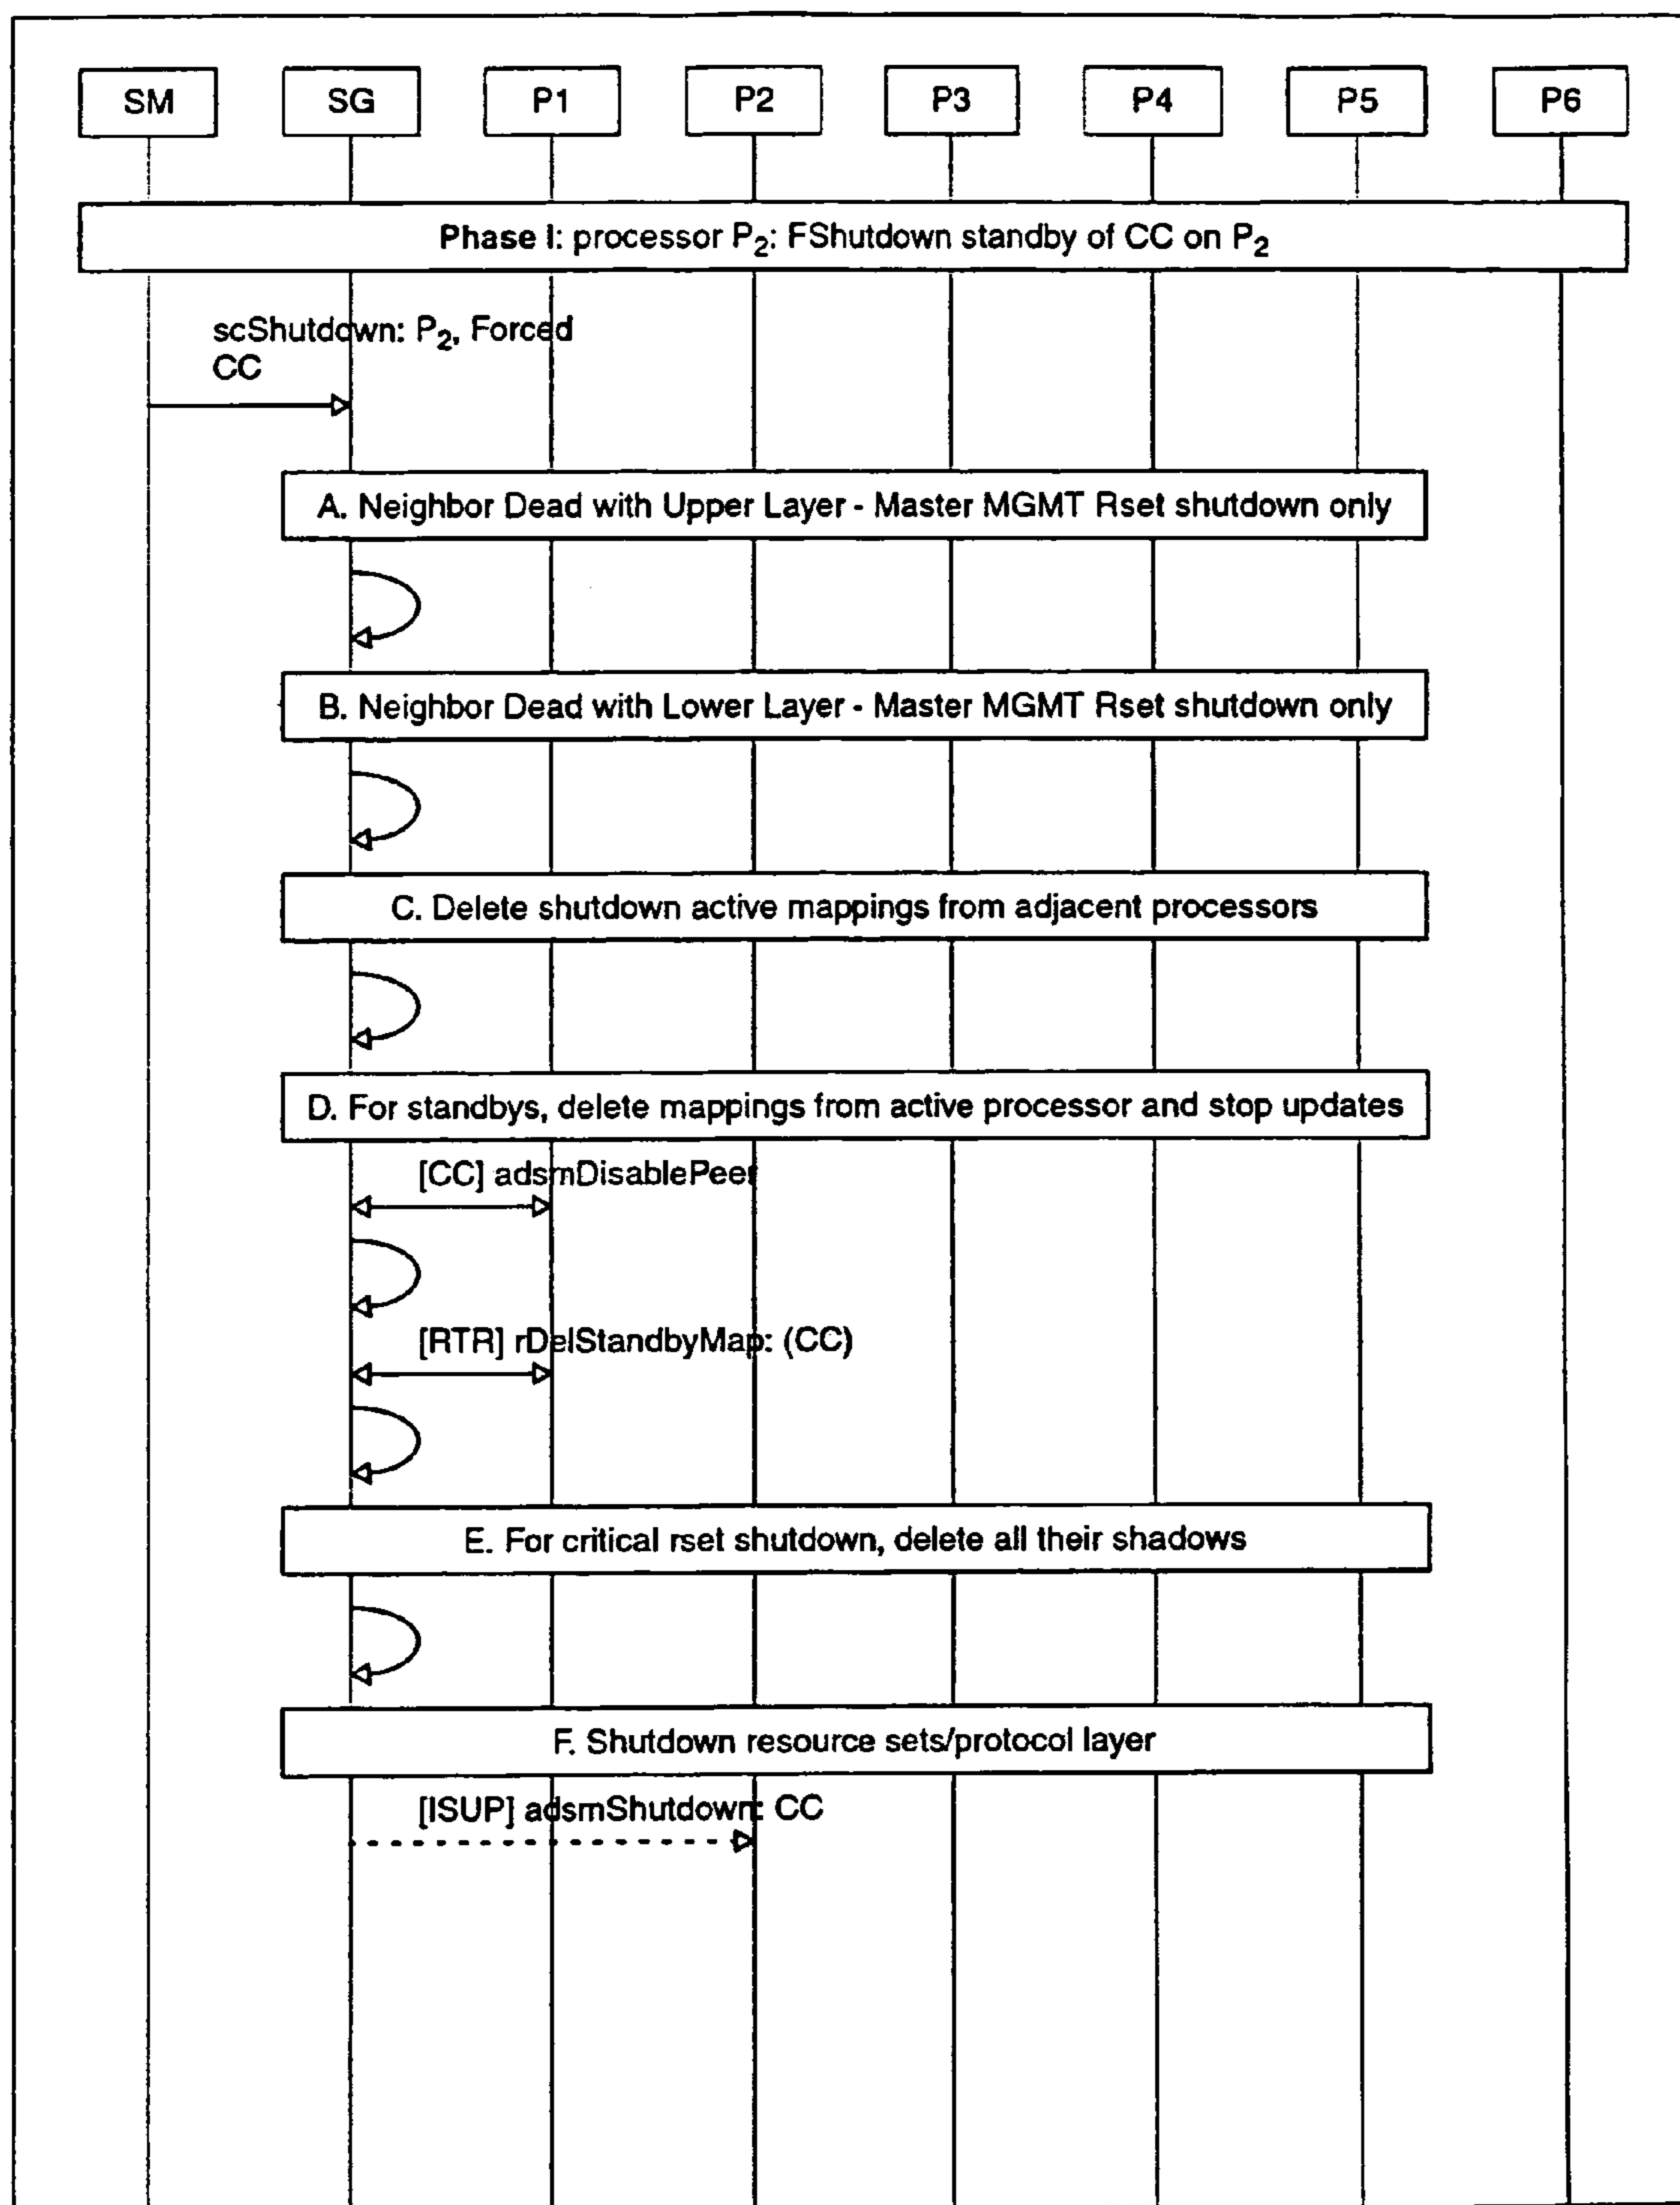 SM SG P1 P2 P3 P4 P5 P6
Phase I: processor P2: FShutdown standby of CC on P2
scShutdown: P2, Forced
CC
A. Neighbor Dead with Upper Layer - Master MGMT Rset shutdown only
B. Neighbor Dead with Lower Layer - Master MGMT Rset shutdown only
C. Delete shutdown active mappings from adjacent processors
D. For standbys, delete mappings from active processor and stop updates
[CC] adsmDisablePeer
[RTR] rDelStandbyMap: (CC)
E. For critical rset shutdown, delete all their shadows
F. Shutdown resource sets/protocol layer
[ISUP] adsmShutdown: CC